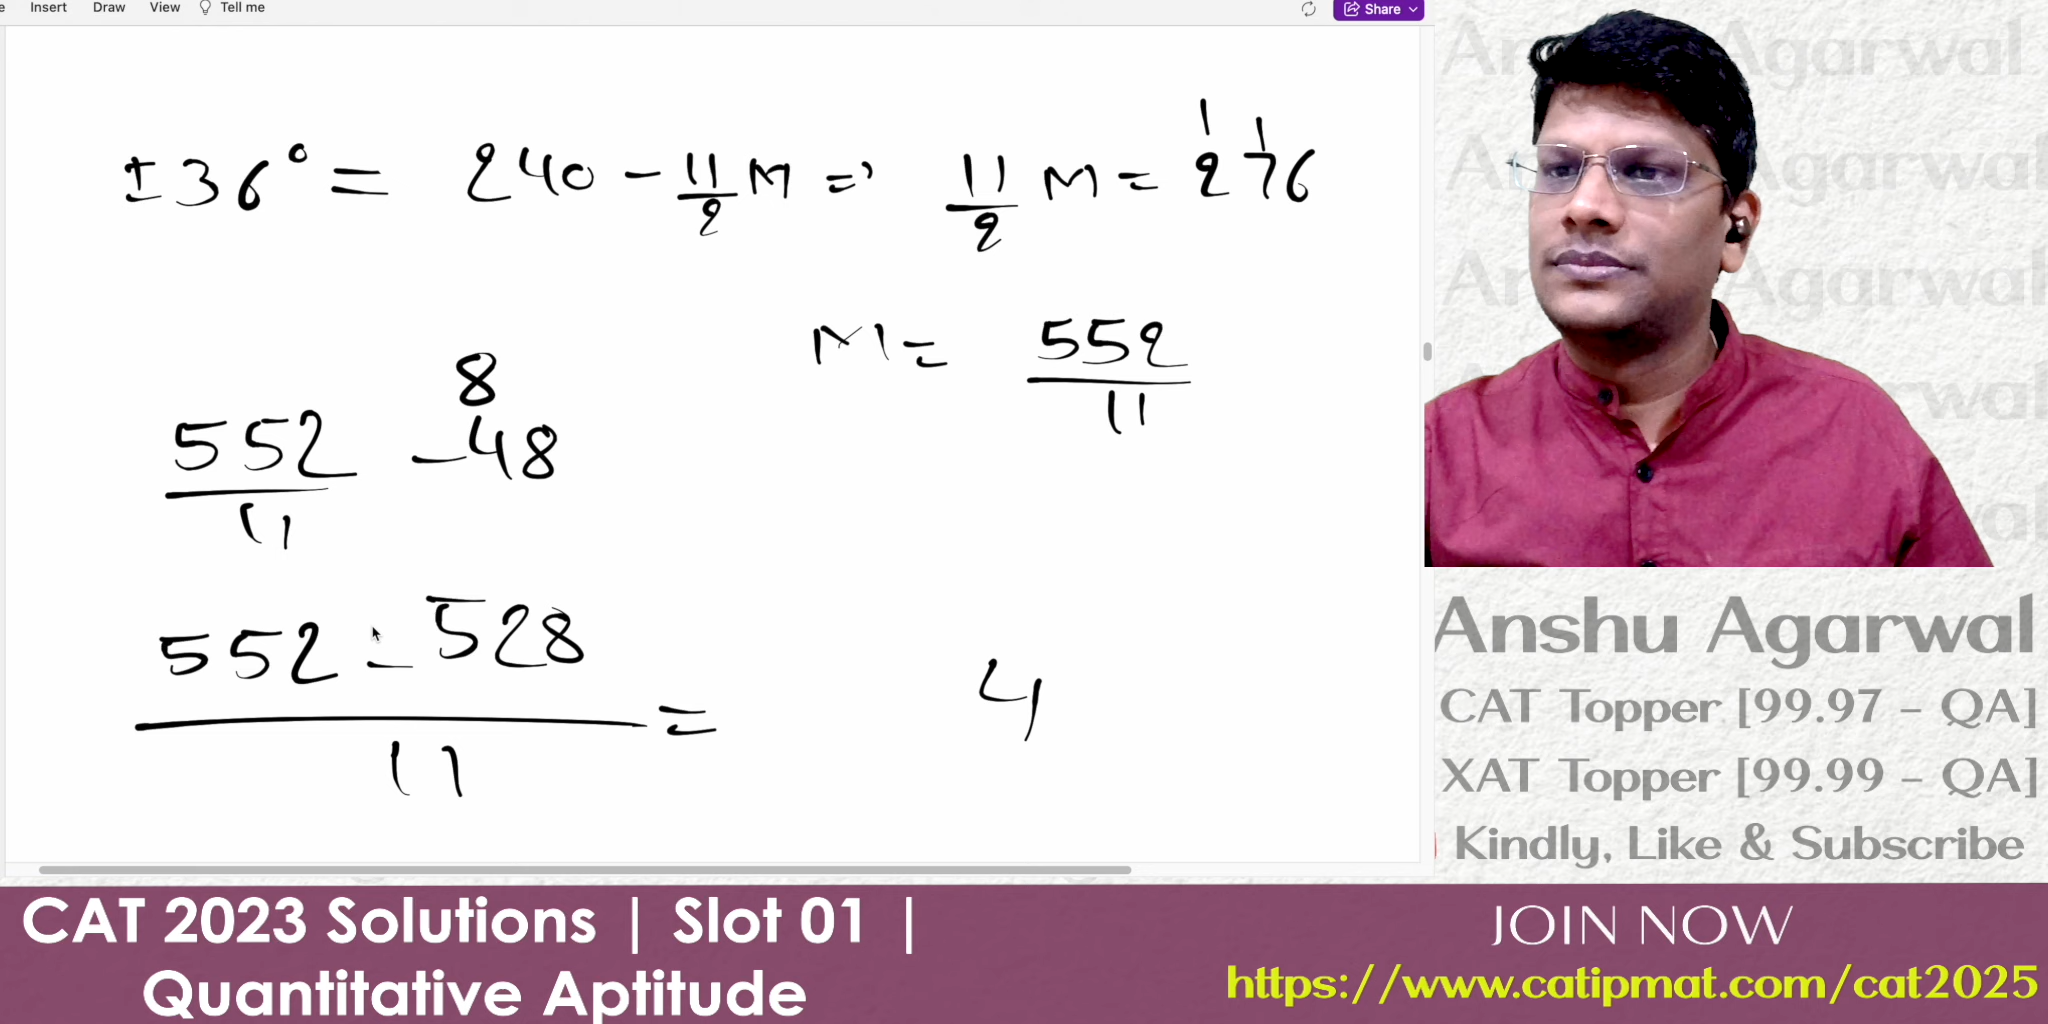 Insert Draw View Tell me Share
± 36° = 240 - 11/2 M => 11/2 M = 276
1 1
M = 552/11
8
552/11 - 48
552 - 528 / 11 =
4
Anshu Agarwal
CAT Topper [99.97 - QA]
XAT Topper [99.99 - QA]
Kindly, Like & Subscribe
CAT 2023 Solutions | Slot 01 |
Quantitative Aptitude
JOIN NOW
https://www.catipmat.com/cat2025